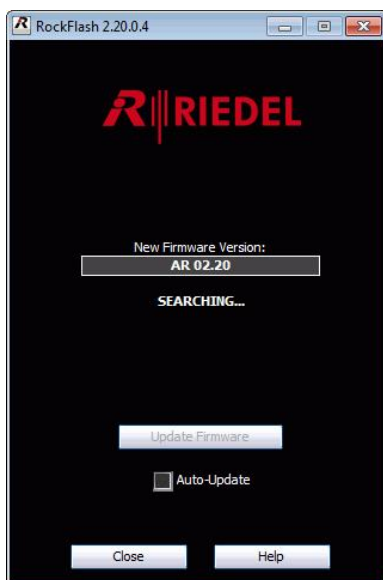 RockFlash 2.20.0.4
RIEDEL
New Firmware Version:
AR 02.20
SEARCHING...
Update Firmware
Auto-Update
Close Help